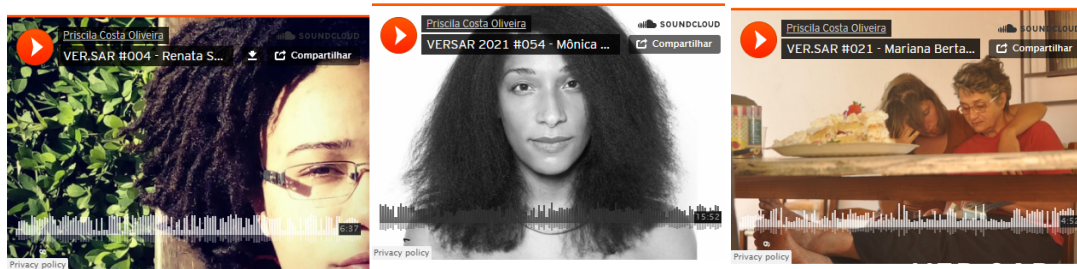 Priscila Costa Oliveira
SOUNDCLOUD
VER.SAR #004 - Renata S...
Compartilhar
6:37
Privacy policy
Priscila Costa Oliveira
SOUNDCLOUD
VERSAR 2021 #054 - Mônica ...
Compartilhar
15:52
Privacy policy
Priscila Costa Oliveira
SOUNDCLOUD
VER.SAR #021 - Mariana Berta...
Compartilhar
4:52
Privacy policy